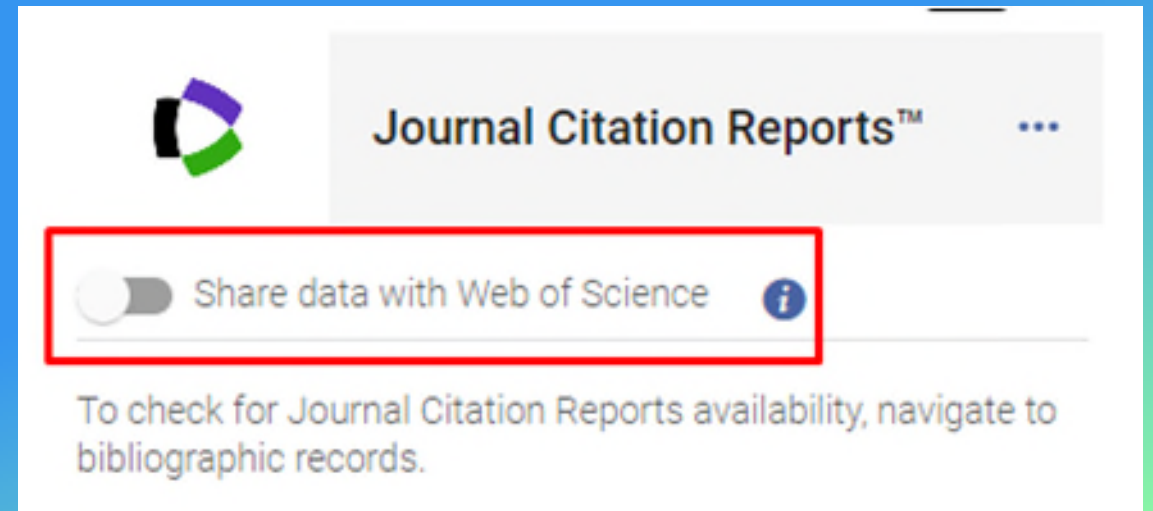 Journal Citation Reports™
Share data with Web of Science i
To check for Journal Citation Reports availability, navigate to
bibliographic records.